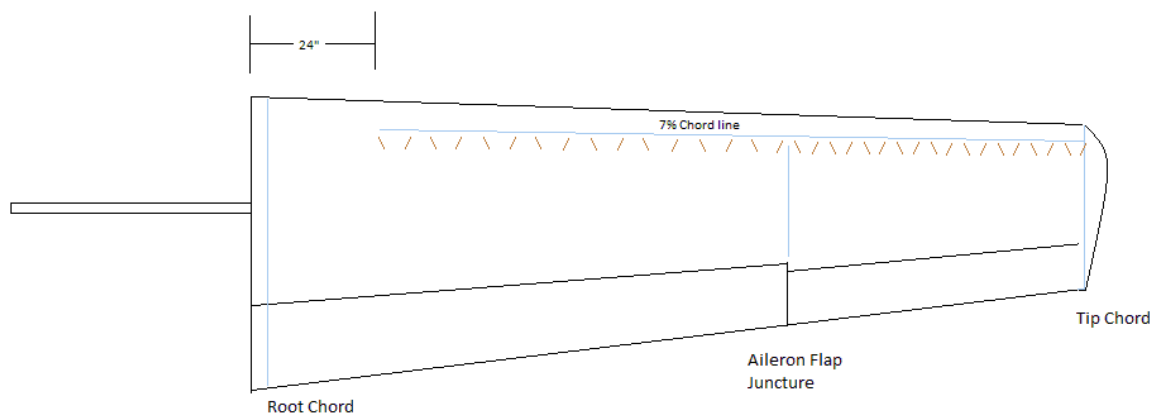 24"
7% Chord line
Tip Chord
Aileron Flap
Juncture
Root Chord